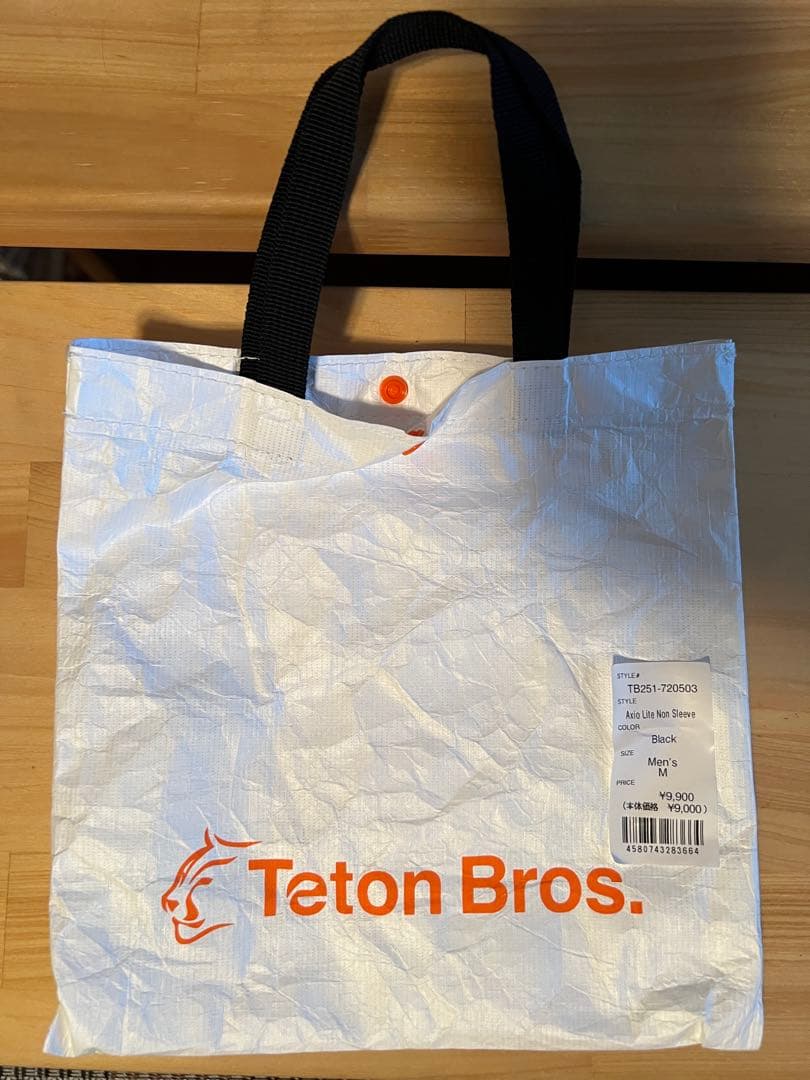 STYLE#
TB251-720503
STYLE
Axio Lite Non Sleeve
COLOR
Black
SIZE
Men's
M
PRICE
¥9,900
(本体価格 ¥9,000)
4580743283664
Teton Bros.